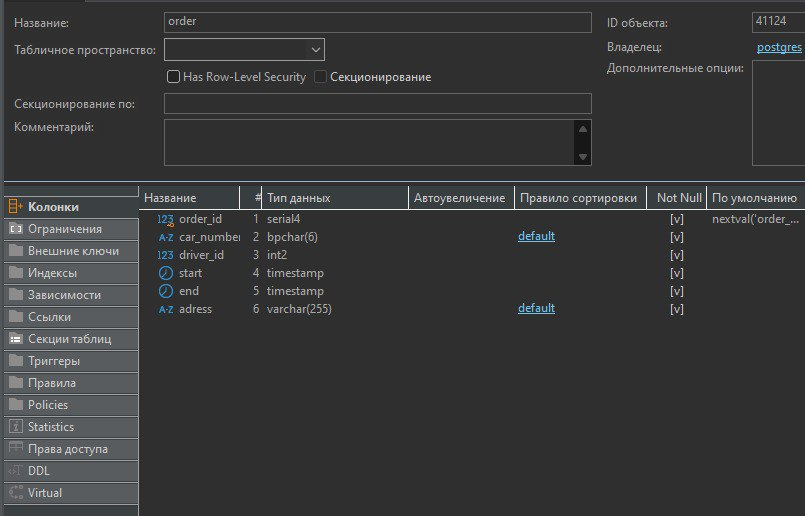 Название: order ID объекта: 41124
Табличное пространство: Владелец: postgres
Has Row-Level Security Секционирование Дополнительные опции:
Секционирование по:
Комментарий:
Название # Тип данных Автоувеличение Правило сортировки Not Null По умолчанию
Колонки
123 order_id 1 serial4 [v] nextval('order_...
Ограничения
A-Z car_number 2 bpchar(6) default [v]
Внешние ключи
123 driver_id 3 int2 [v]
Индексы
start 4 timestamp [v]
Зависимости
end 5 timestamp [v]
Ссылки
A-Z adress 6 varchar(255) default [v]
Секции таблиц
Триггеры
Правила
Policies
Statistics
Права доступа
DDL
Virtual